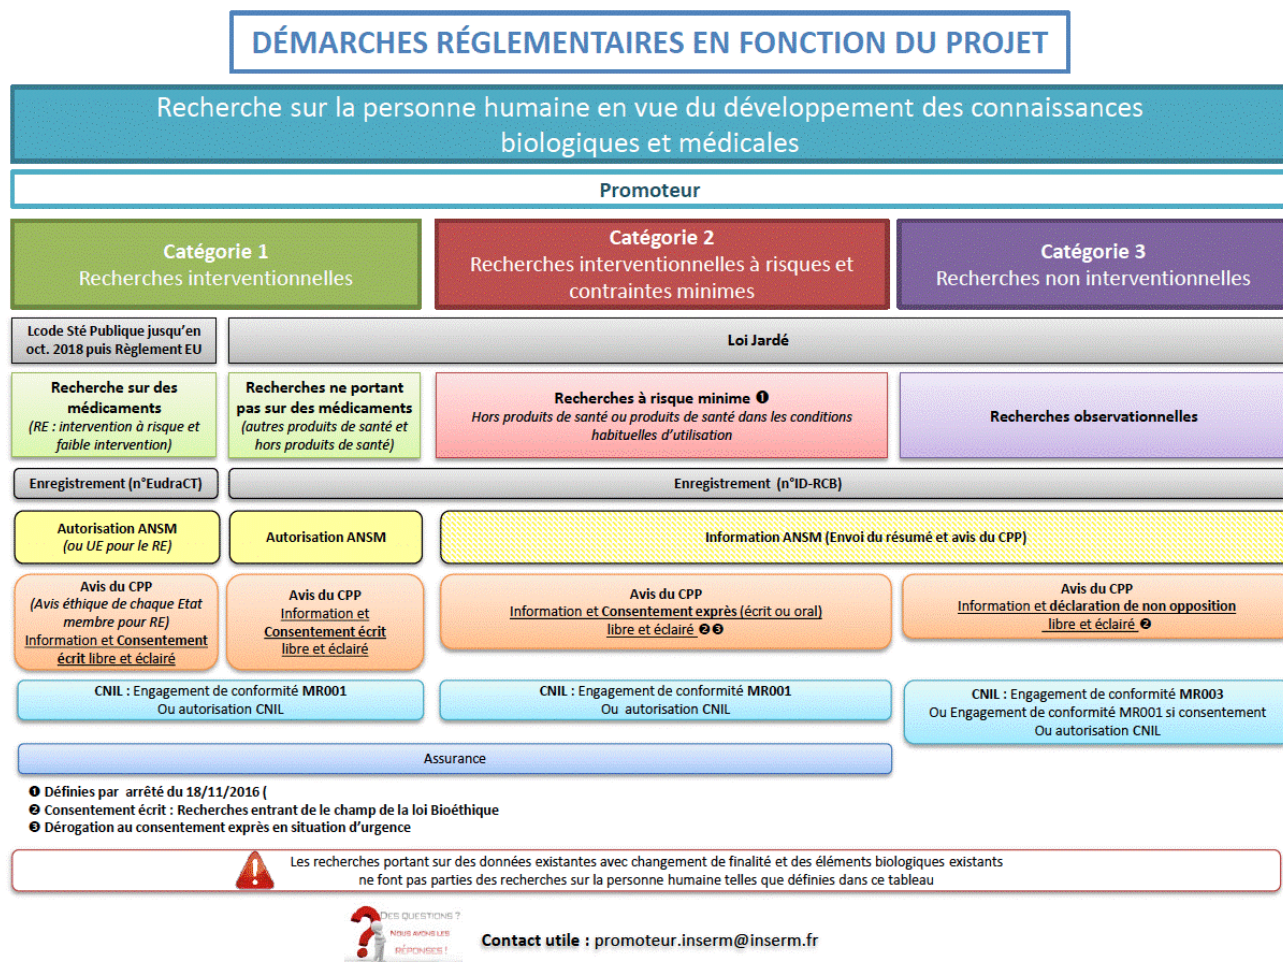 DÉMARCHES RÉGLEMENTAIRES EN FONCTION DU PROJET
Recherche sur la personne humaine en vue du développement des connaissances
biologiques et médicales
Promoteur
Catégorie 1
Recherches interventionnelles
Catégorie 2
Recherches interventionnelles à risques et
contraintes minimes
Catégorie 3
Recherches non interventionnelles
Lcode Sté Publique jusqu'en
oct. 2018 puis Règlement EU
Loi Jardé
Recherche sur des
médicaments
(RE : intervention à risque et
faible intervention)
Recherches ne portant
pas sur des médicaments
(autres produits de santé et
hors produits de santé)
Recherches à risque minime ❶
Hors produits de santé ou produits de santé dans les conditions
habituelles d'utilisation
Recherches observationnelles
Enregistrement (n°EudraCT)
Enregistrement (n°ID-RCB)
Autorisation ANSM
(ou UE pour le RE)
Autorisation ANSM
Information ANSM (Envoi du résumé et avis du CPP)
Avis du CPP
(Avis éthique de chaque Etat
membre pour RE)
Information et Consentement
écrit libre et éclairé
Avis du CPP
Information et
Consentement écrit
libre et éclairé
Avis du CPP
Information et Consentement exprès (écrit ou oral)
libre et éclairé ❷❸
Avis du CPP
Information et déclaration de non opposition
libre et éclairé ❷
CNIL : Engagement de conformité MR001
Ou autorisation CNIL
CNIL : Engagement de conformité MR001
Ou autorisation CNIL
CNIL : Engagement de conformité MR003
Ou Engagement de conformité MR001 si consentement
Ou autorisation CNIL
Assurance
❶ Définies par arrêté du 18/11/2016 (
❷ Consentement écrit : Recherches entrant de le champ de la loi Bioéthique
❸ Dérogation au consentement exprès en situation d'urgence
Les recherches portant sur des données existantes avec changement de finalité et des éléments biologiques existants
ne font pas parties des recherches sur la personne humaine telles que définies dans ce tableau
DES QUESTIONS ?
NOUS AVONS LES
RÉPONSES !
Contact utile : promoteur.inserm@inserm.fr